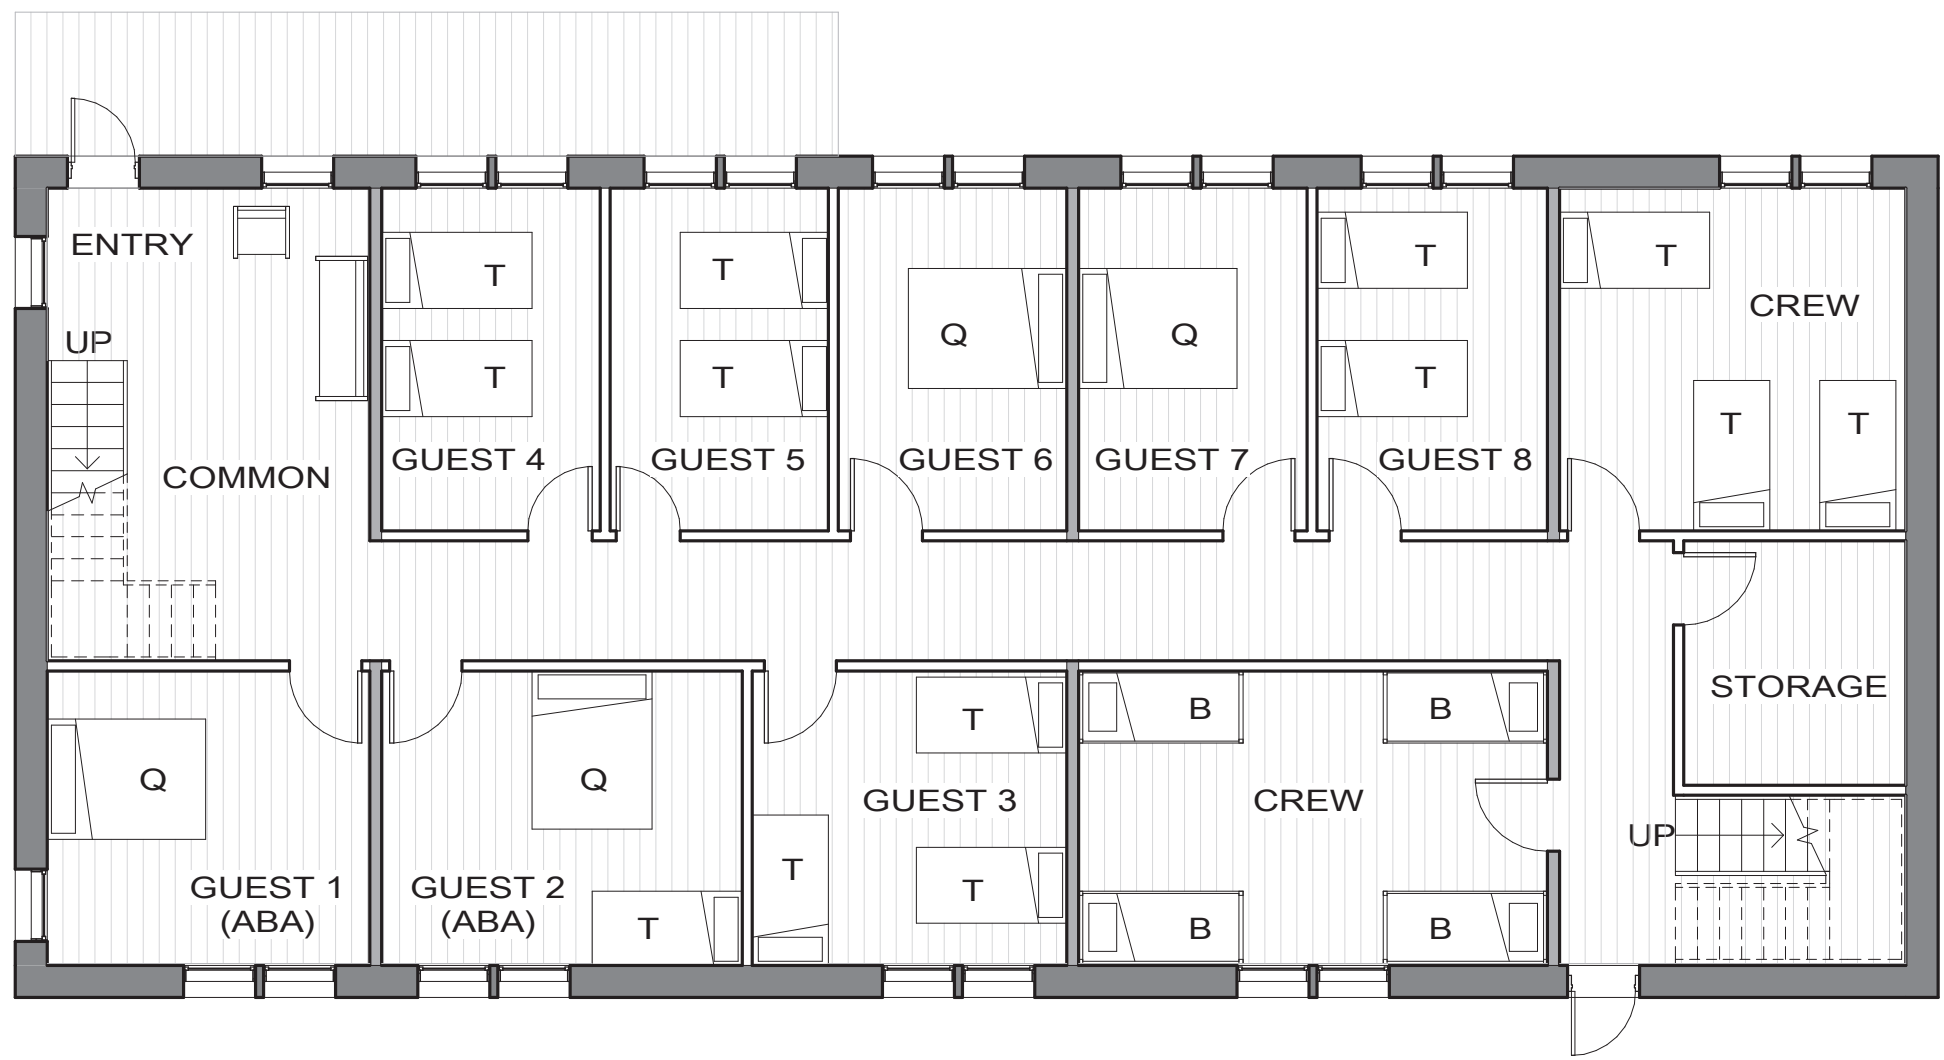 ENTRY
UP
COMMON
T
T
GUEST 4
T
T
GUEST 5
Q
GUEST 6
Q
GUEST 7
T
T
GUEST 8
T
CREW
T
T
Q
GUEST 1
(ABA)
Q
GUEST 2
(ABA)
T
T
GUEST 3
T
T
B
B
CREW
B
B
STORAGE
UP